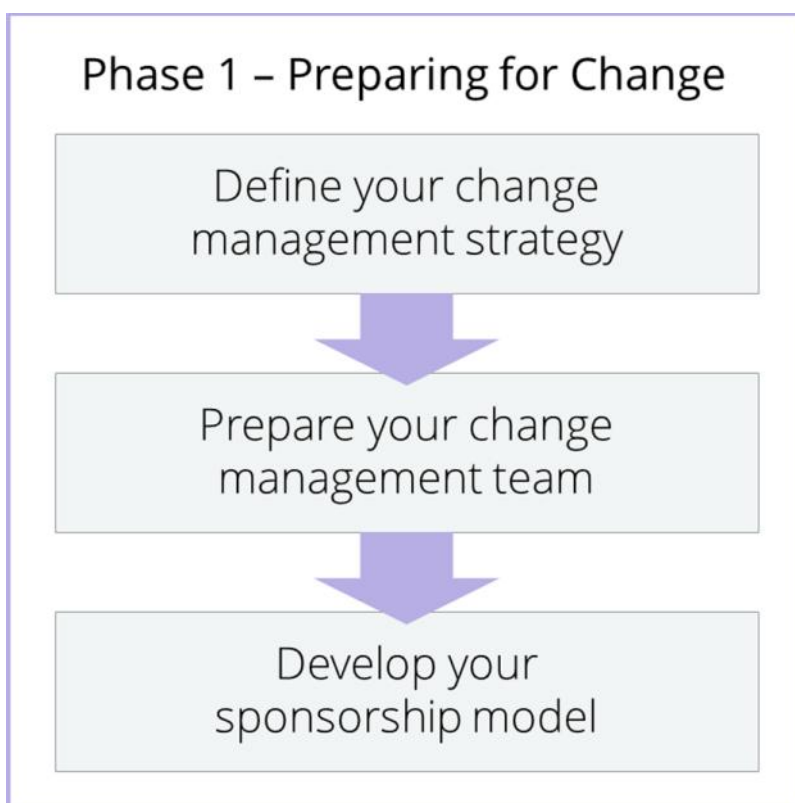 Phase 1 – Preparing for Change
Define your change
management strategy
Prepare your change
management team
Develop your
sponsorship model